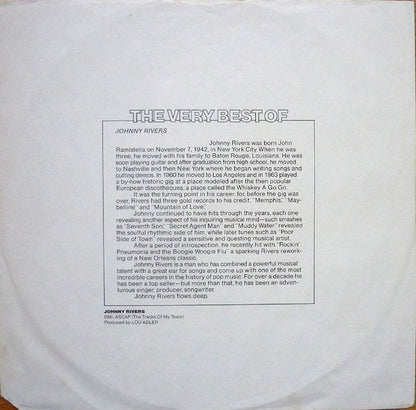 THE VERY BEST OF
JOHNNY RIVERS
Johnny Rivers was born John
Ramistella on November 7, 1942, in New York City. When he was
three, he moved with his family to Baton Rouge, Louisiana. He was
soon playing guitar and after graduation from high school, he moved
to Nashville and then New York where he began writing songs and
cutting demos. In 1960 he moved to Los Angeles and in 1963 played
a by-now historic gig at a place modeled after the then popular
European discotheques, a place called the Whiskey A Go Go.
It was the turning point in his career, for, before the gig was
over, Rivers had three gold records to his credit, "Memphis," "May-
belline" and "Mountain of Love."
Johnny continued to have hits through the years, each one
revealing another aspect of his inquiring musical mind—such smashes
as "Seventh Son," "Secret Agent Man" and "Muddy Water" revealed
the soulful rhythmic side of him, while later tunes such as "Poor
Side of Town" revealed a sensitive and questing musical artist.
After a period of introspection, he recently hit with "Rockin'
Pneumonia and the Boogie Woogie Flu" a sparking Rivers rework-
ing of a New Orleans classic.
Johnny Rivers is a man who has combined a powerful musical
talent with a great ear for songs and come up with one of the most
incredible careers in the history of pop music. For over a decade he
has been a top seller—but more than that, he has been an adven-
turous singer, producer, songwriter.
Johnny Rivers flows deep.
JOHNNY RIVERS
BMI, ASCAP (The Tracks Of My Tears)
Produced by LOU ADLER